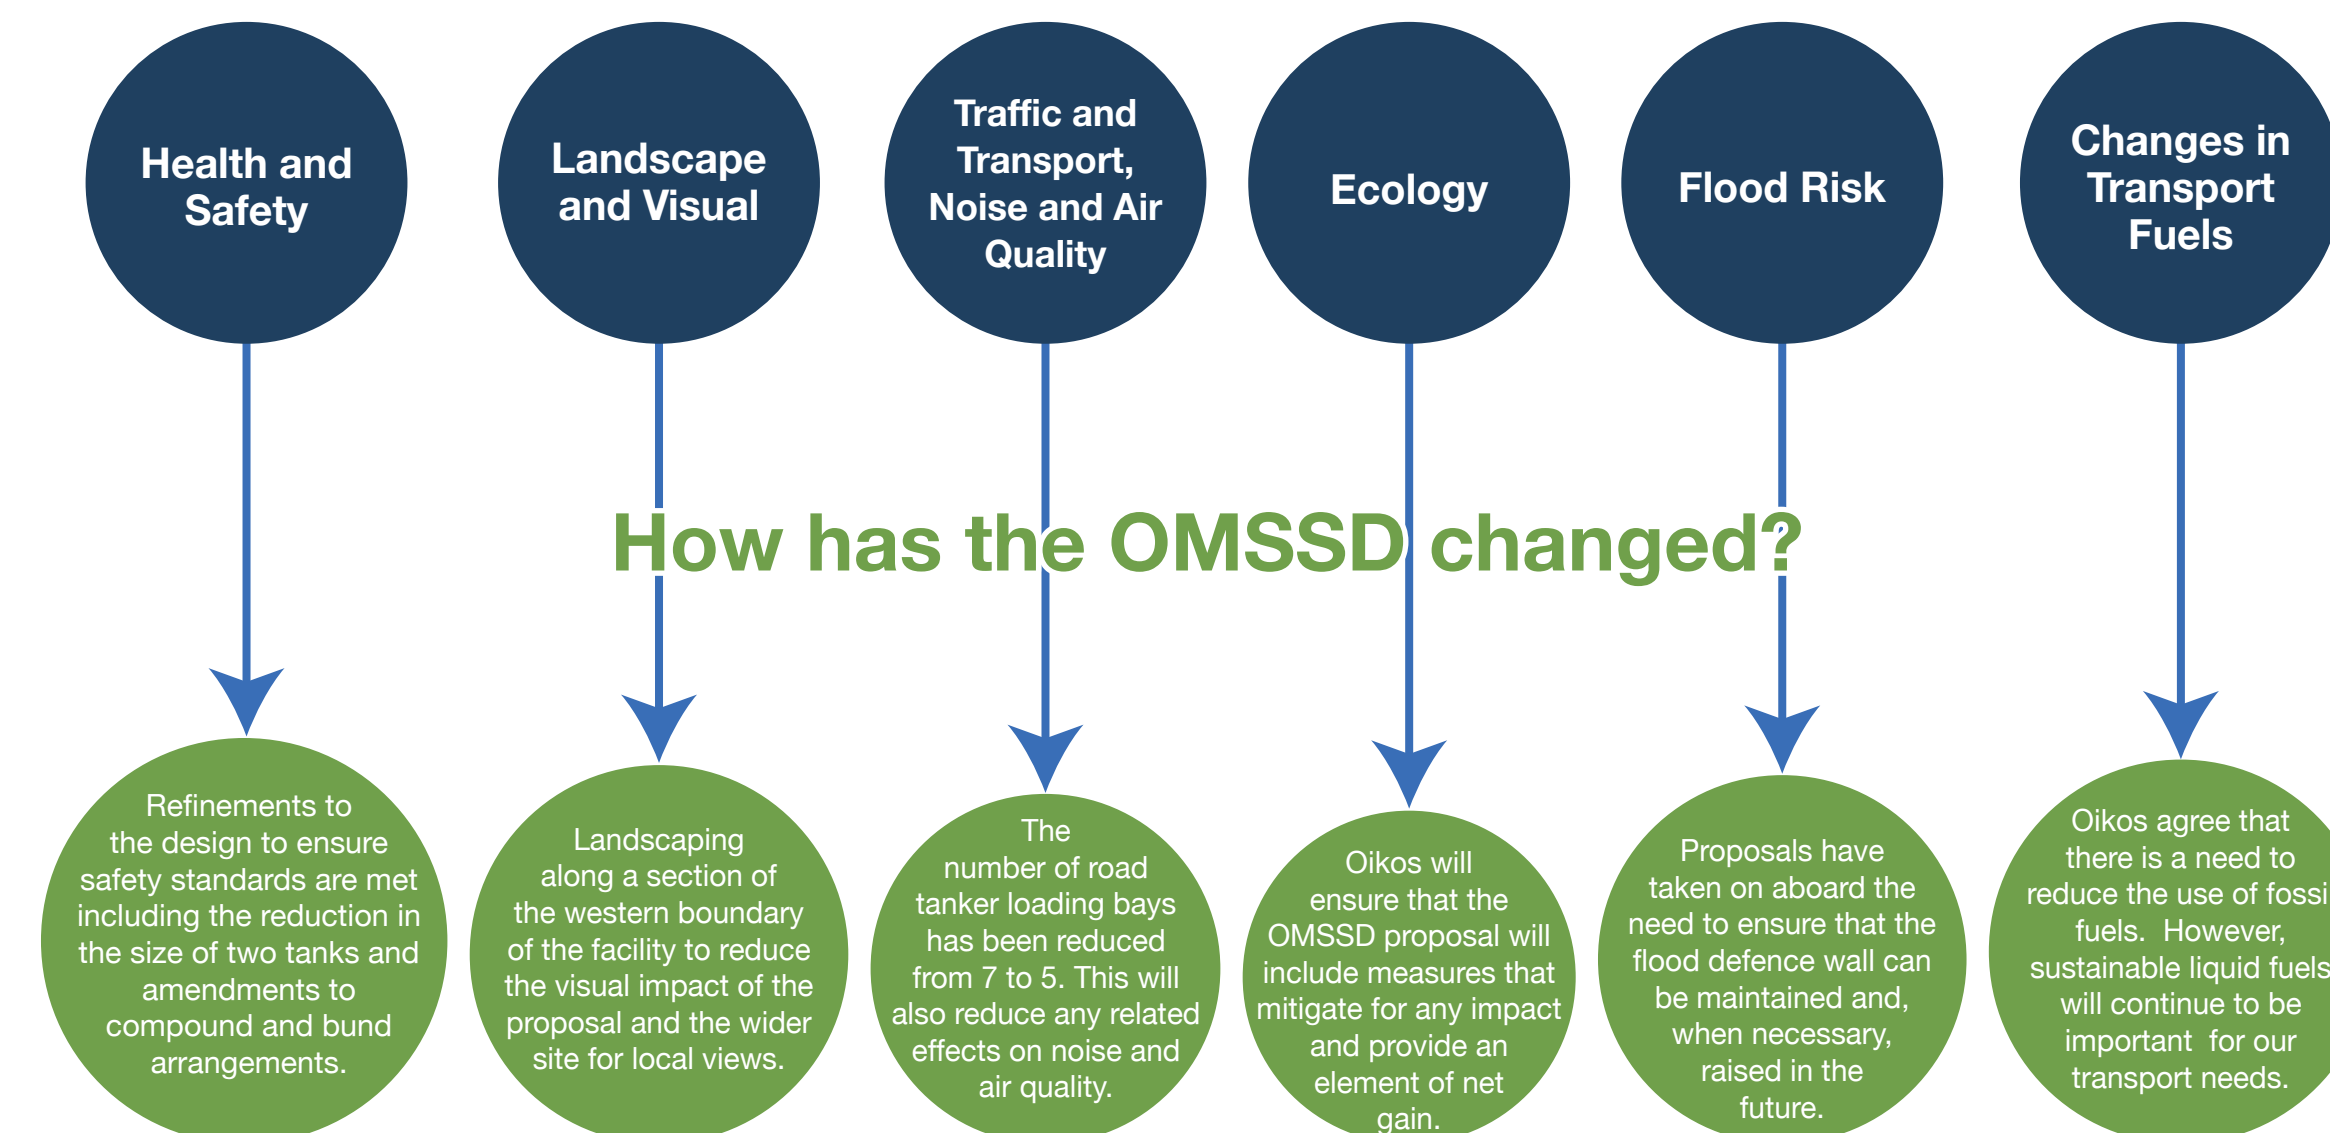 Health and
Safety
Landscape
and Visual
Traffic and
Transport,
Noise and Air
Quality
Ecology
Flood Risk
Changes in
Transport
Fuels
How has the OMSSD changed?
Refinements to
the design to ensure
safety standards are met
including the reduction in
the size of two tanks and
amendments to
compound and bund
arrangements.
Landscaping
along a section of
the western boundary
of the facility to reduce
the visual impact of the
proposal and the wider
site for local views.
The
number of road
tanker loading bays
has been reduced
from 7 to 5. This will
also reduce any related
effects on noise and
air quality.
Oikos will
ensure that the
OMSSD proposal will
include measures that
mitigate for any impact
and provide an
element of net
gain.
Proposals have
taken on aboard the
need to ensure that the
flood defence wall can
be maintained and,
when necessary,
raised in the
future.
Oikos agree that
there is a need to
reduce the use of fossi
fuels. However,
sustainable liquid fuels
will continue to be
important for our
transport needs.